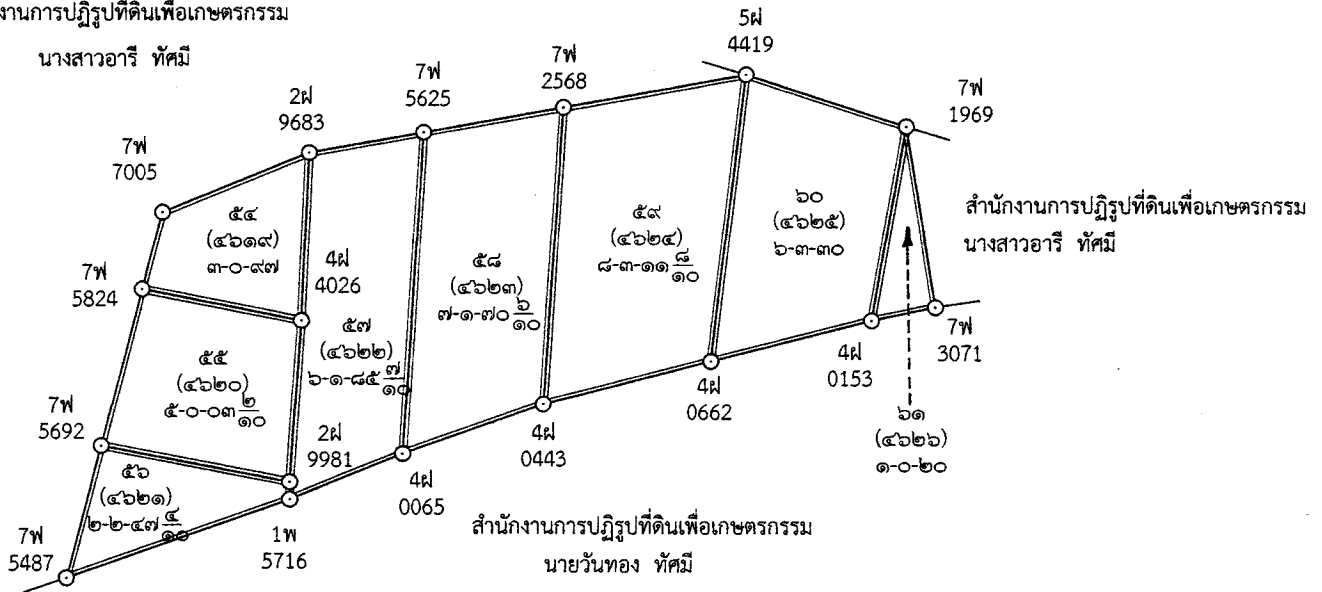 งานการปฏิรูปที่ดินเพื่อเกษตรกรรม
นางสาวอารี ทัศมี
5ฝ
4419
7ฟ
2568
7ฟ
5625
2ฝ
9683
7ฟ
1969
7ฟ
7005
๕๔
(๔๖๑๙)
๓-๐-๙๗
๕๙
(๔๖๒๔)
๘-๓-๑๑ ๘/๑๐
๖๐
(๔๖๒๕)
๖-๓-๓๐
สำนักงานการปฏิรูปที่ดินเพื่อเกษตรกรรม
นางสาวอารี ทัศมี
7ฟ
5824
4ฝ
4026
๕๘
(๔๖๒๓)
๗-๑-๗๐ ๖/๑๐
๕๗
(๔๖๒๒)
๖-๑-๘๕ ๗/๑๐
7ฟ
3071
4ฝ
0153
๕๕
(๔๖๒๐)
๕-๐-๐๓ ๒/๑๐
4ฝ
0662
7ฟ
5692
2ฝ
9981
4ฝ
0443
๖๑
(๔๖๒๖)
๑-๐-๒๐
๕๖
(๔๖๒๑)
๒-๒-๔๗ ๔/๑๐
4ฝ
0065
7ฟ
5487
1พ
5716
สำนักงานการปฏิรูปที่ดินเพื่อเกษตรกรรม
นายวันทอง ทัศมี